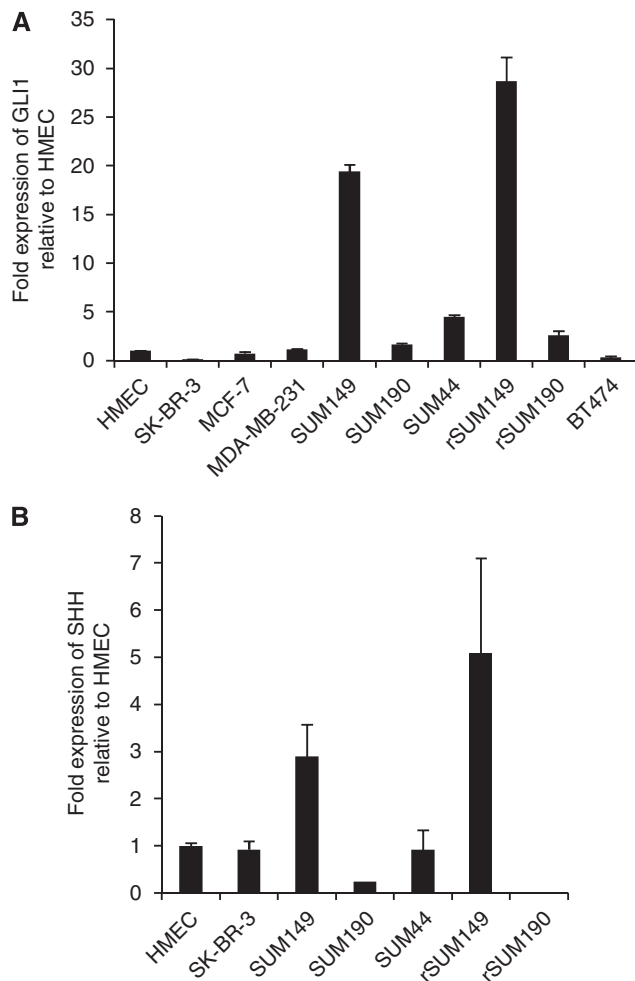 A
Fold expression of GLI1
relative to HMEC
35
30
25
20
15
10
5
0
HMEC
SK-BR-3
MCF-7
MDA-MB-231
SUM149
SUM190
SUM44
rSUM149
rSUM190
BT474
B
Fold expression of SHH
relative to HMEC
8
7
6
5
4
3
2
1
0
HMEC
SK-BR-3
SUM149
SUM190
SUM44
rSUM149
rSUM190